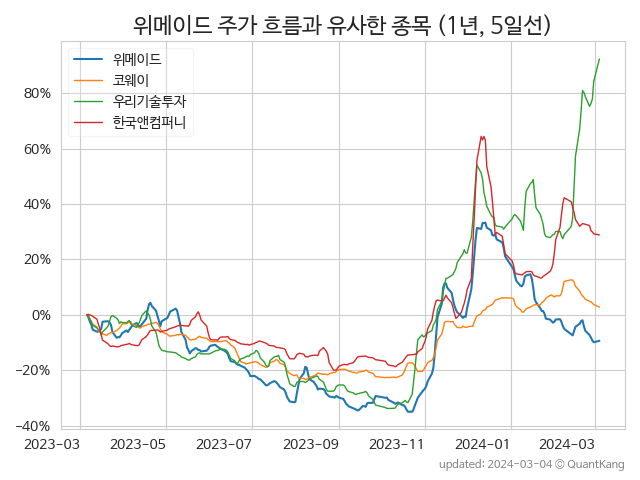 위메이드 주가 흐름과 유사한 종목 (1년, 5일선)
위메이드
코웨이
우리기술투자
한국앤컴퍼니
80%
60%
40%
20%
0%
−20%
−40%
2023-03 2023-05 2023-07 2023-09 2023-11 2024-01 2024-03
updated: 2024-03-04 © QuantKang